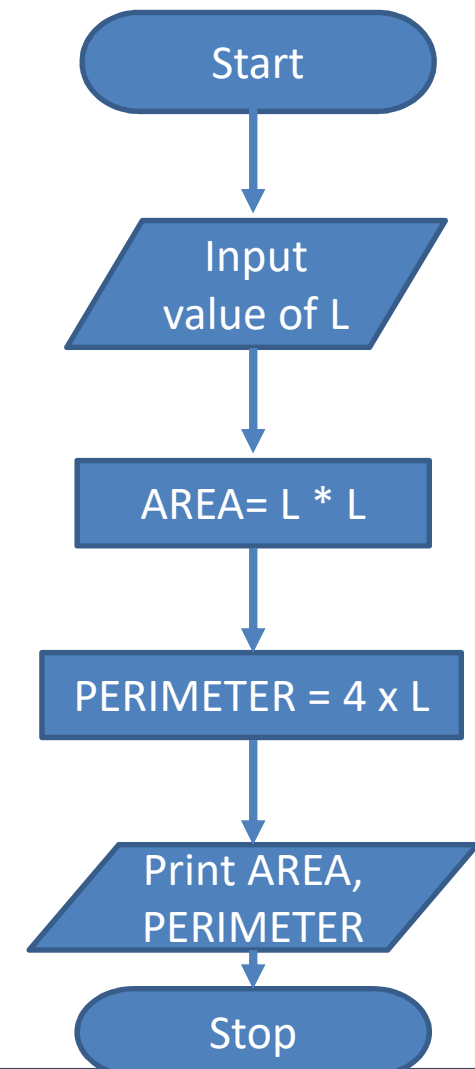 Start
Input
value of L
AREA= L * L
PERIMETER = 4 x L
Print AREA,
PERIMETER
Stop